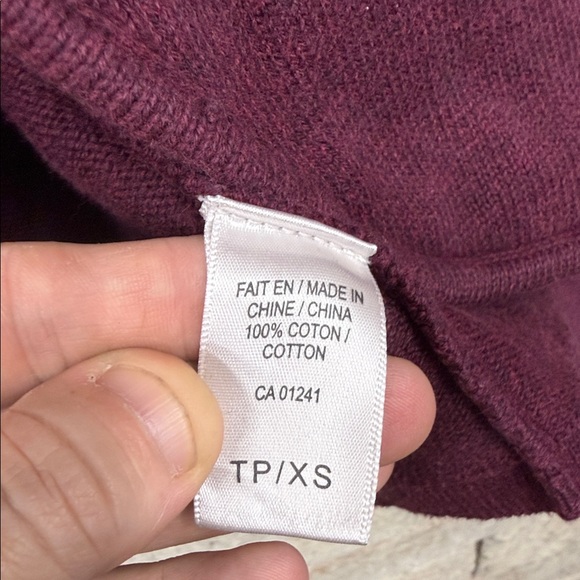 FAIT EN / MADE IN
CHINE / CHINA
100% COTON /
COTTON
CA 01241
TP/XS